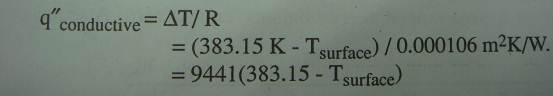 q″conductive = ΔT/ R
= (383.15 K - Tsurface) / 0.000106 m²K/W.
= 9441(383.15 - Tsurface)